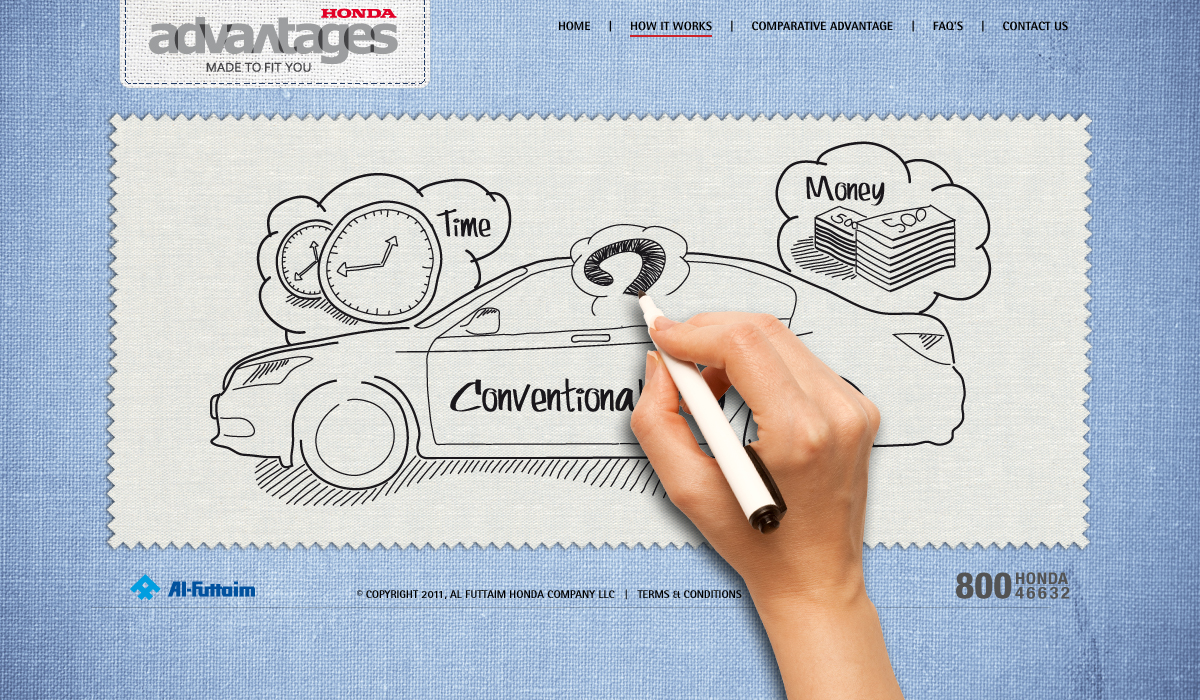 HONDA
advantages
MADE TO FIT YOU
HOME | HOW IT WORKS | COMPARATIVE ADVANTAGE | FAQ'S | CONTACT US
Money
500
500
Time
Conventional
Al-Futtaim
© COPYRIGHT 2011, AL FUTTAIM HONDA COMPANY LLC | TERMS & CONDITIONS
800 HONDA
46632